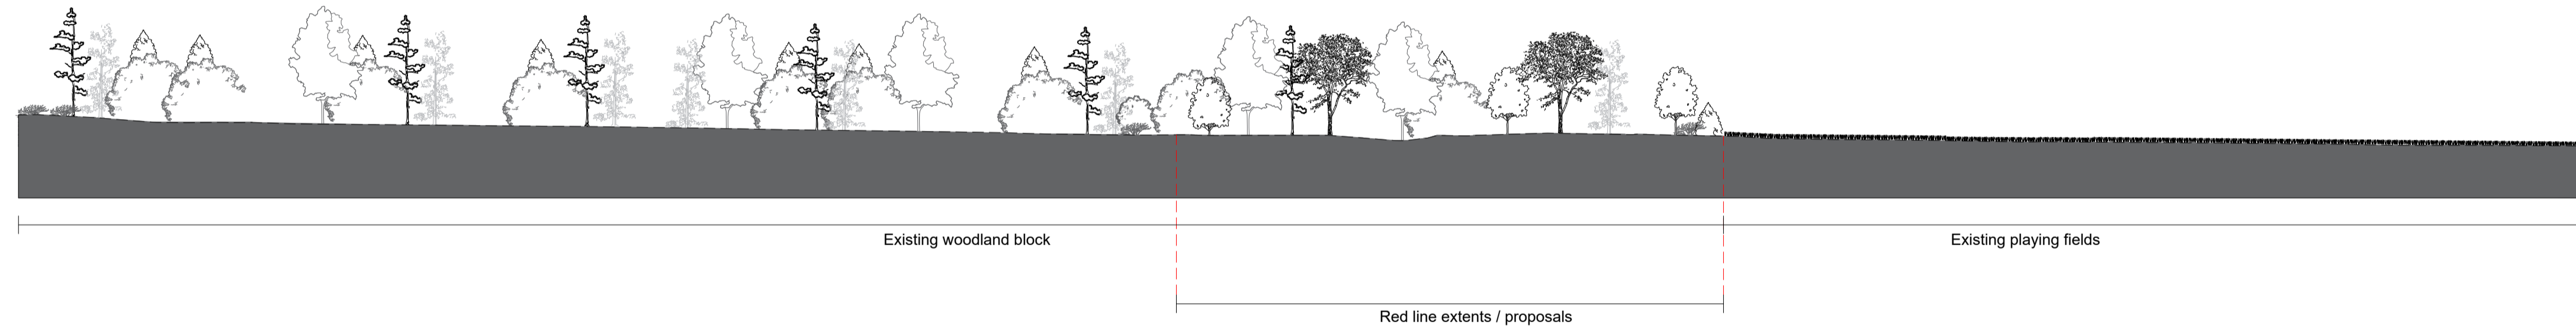 Existing woodland block
Existing playing fields
Red line extents / proposals